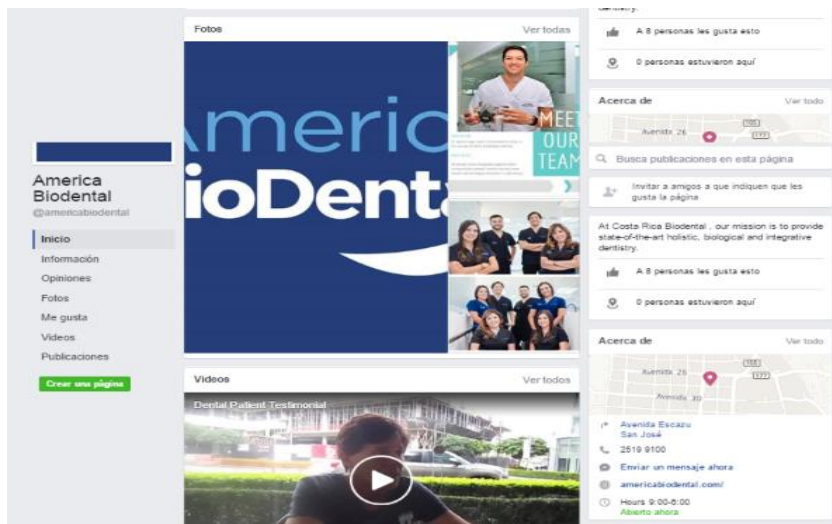 America
Biodental
@americabiodental
Inicio
Información
Opiniones
Fotos
Me gusta
Videos
Publicaciones
Crear una página
Fotos
Ver todas
Americ
ioDenta
MEET
OUR
TEAM
Videos
Ver todos
Dental Patient Testimonial
dentistry.
A 8 personas les gusta esto
0 personas estuvieron aquí
Acerca de
Ver todo
Avenida 26
105
177
Busca publicaciones en esta página
Invitar a amigos a que indiquen que les
gusta la página
At Costa Rica Biodental , our mission is to provide
state-of-the-art holistic, biological and integrative
dentistry.
A 8 personas les gusta esto
0 personas estuvieron aquí
Acerca de
Ver todo
Avenida 26
105
177
Avenida 30
Avenida Escazu
San José
2519 9100
Enviar un mensaje ahora
americabiodental.com/
Abierto ahora